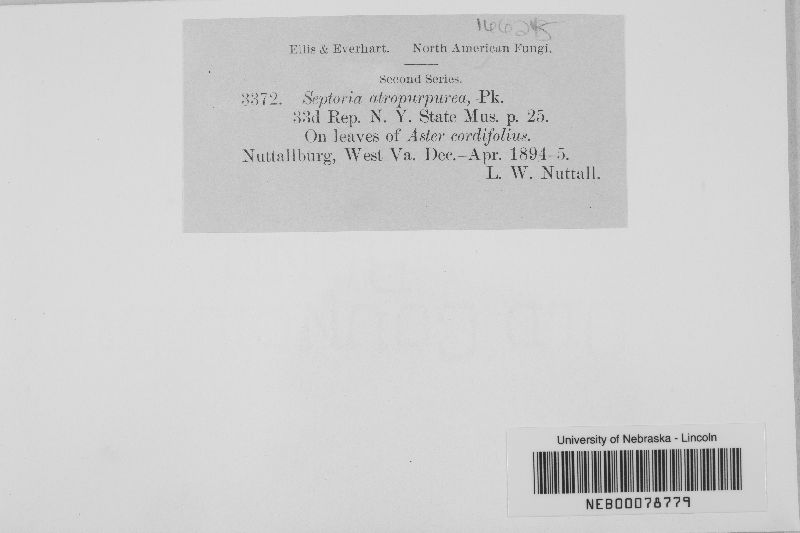 16625
Ellis & Everhart. North American Fungi.
Second Series.
3372. Septoria atropurpurea, Pk.
33d Rep. N. Y. State Mus. p. 25.
On leaves of Aster cordifolius.
Nuttallburg, West Va. Dec.-Apr. 1894-5.
L. W. Nuttall.
University of Nebraska - Lincoln
NEB00078779